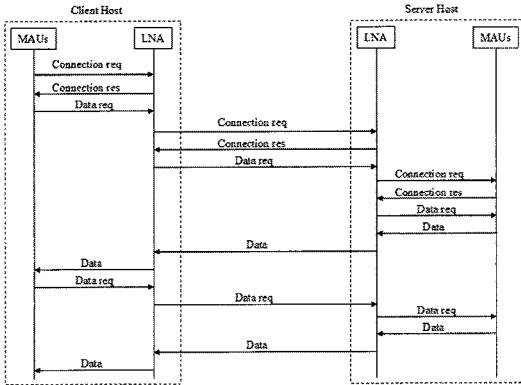 Client Host
Server Host
MAUs
LNA
LNA
MAUs
Connection req
Connection res
Data req
Connection req
Connection res
Data req
Connection req
Connection res
Data req
Data
Data
Data
Data req
Data req
Data req
Data
Data
Data